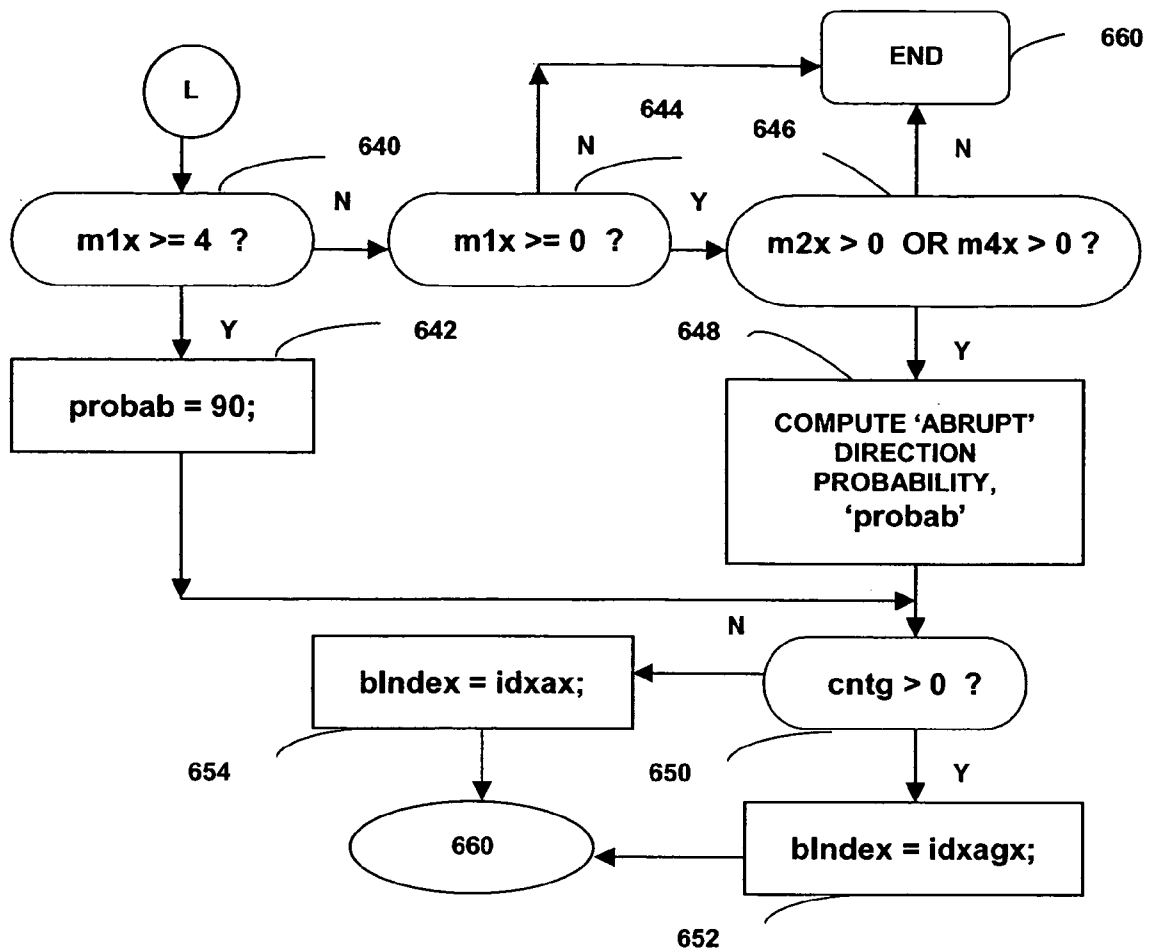 660
END
L
644
646
640
N
N
N
Y
m1x >= 4 ?
m1x >= 0 ?
m2x > 0 OR m4x > 0 ?
Y
642
648
Y
probab = 90;
COMPUTE ‘ABRUPT’
DIRECTION
PROBABILITY,
‘probab’
N
bIndex = idxax;
cntg > 0 ?
654
650
Y
660
bIndex = idxagx;
652